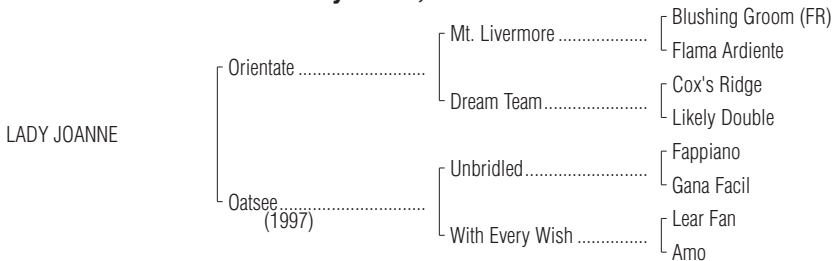 Blushing Groom (FR)
Mt. Livermore ...................
Flama Ardiente
Orientate ...........................
Cox's Ridge
Dream Team......................
Likely Double
LADY JOANNE
Fappiano
Unbridled..........................
Gana Facil
Oatsee...............................
(1997)
Lear Fan
With Every Wish ...............
Amo